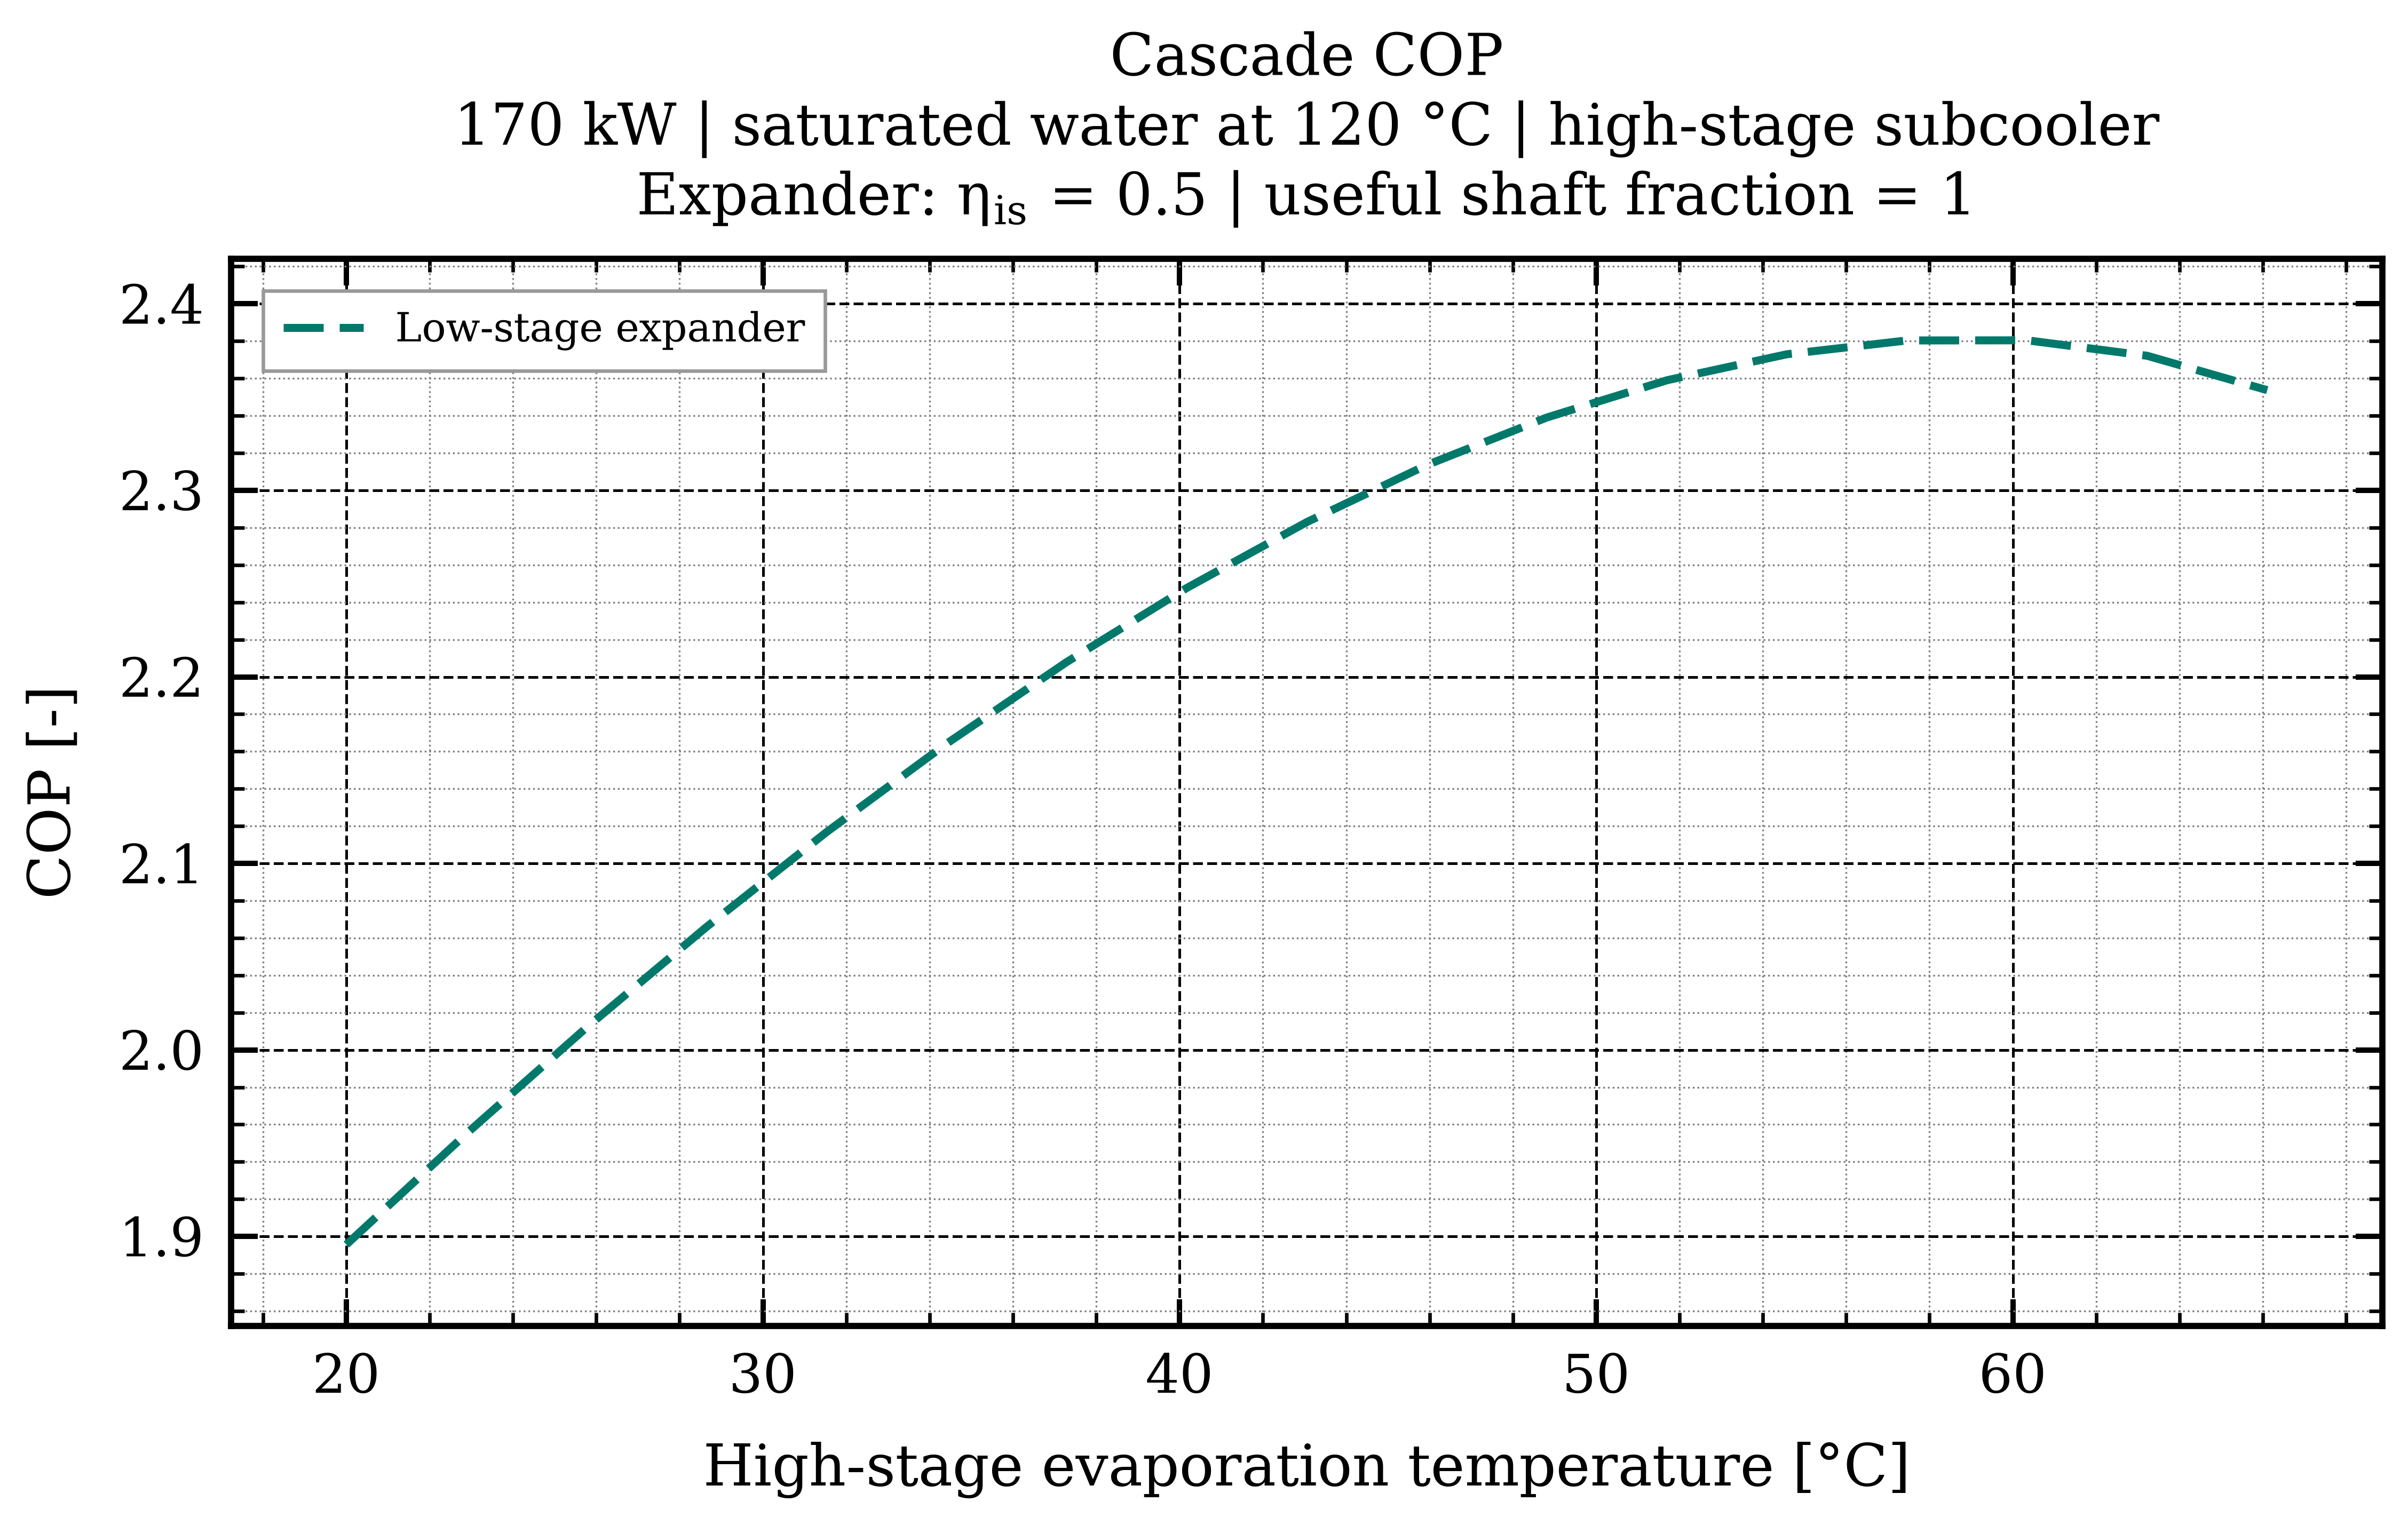 Cascade COP
170 kW | saturated water at 120 °C | high-stage subcooler
Expander: ηis = 0.5 | useful shaft fraction = 1
Low-stage expander
COP [-]
2.4
2.3
2.2
2.1
2.0
1.9
20 30 40 50 60
High-stage evaporation temperature [°C]